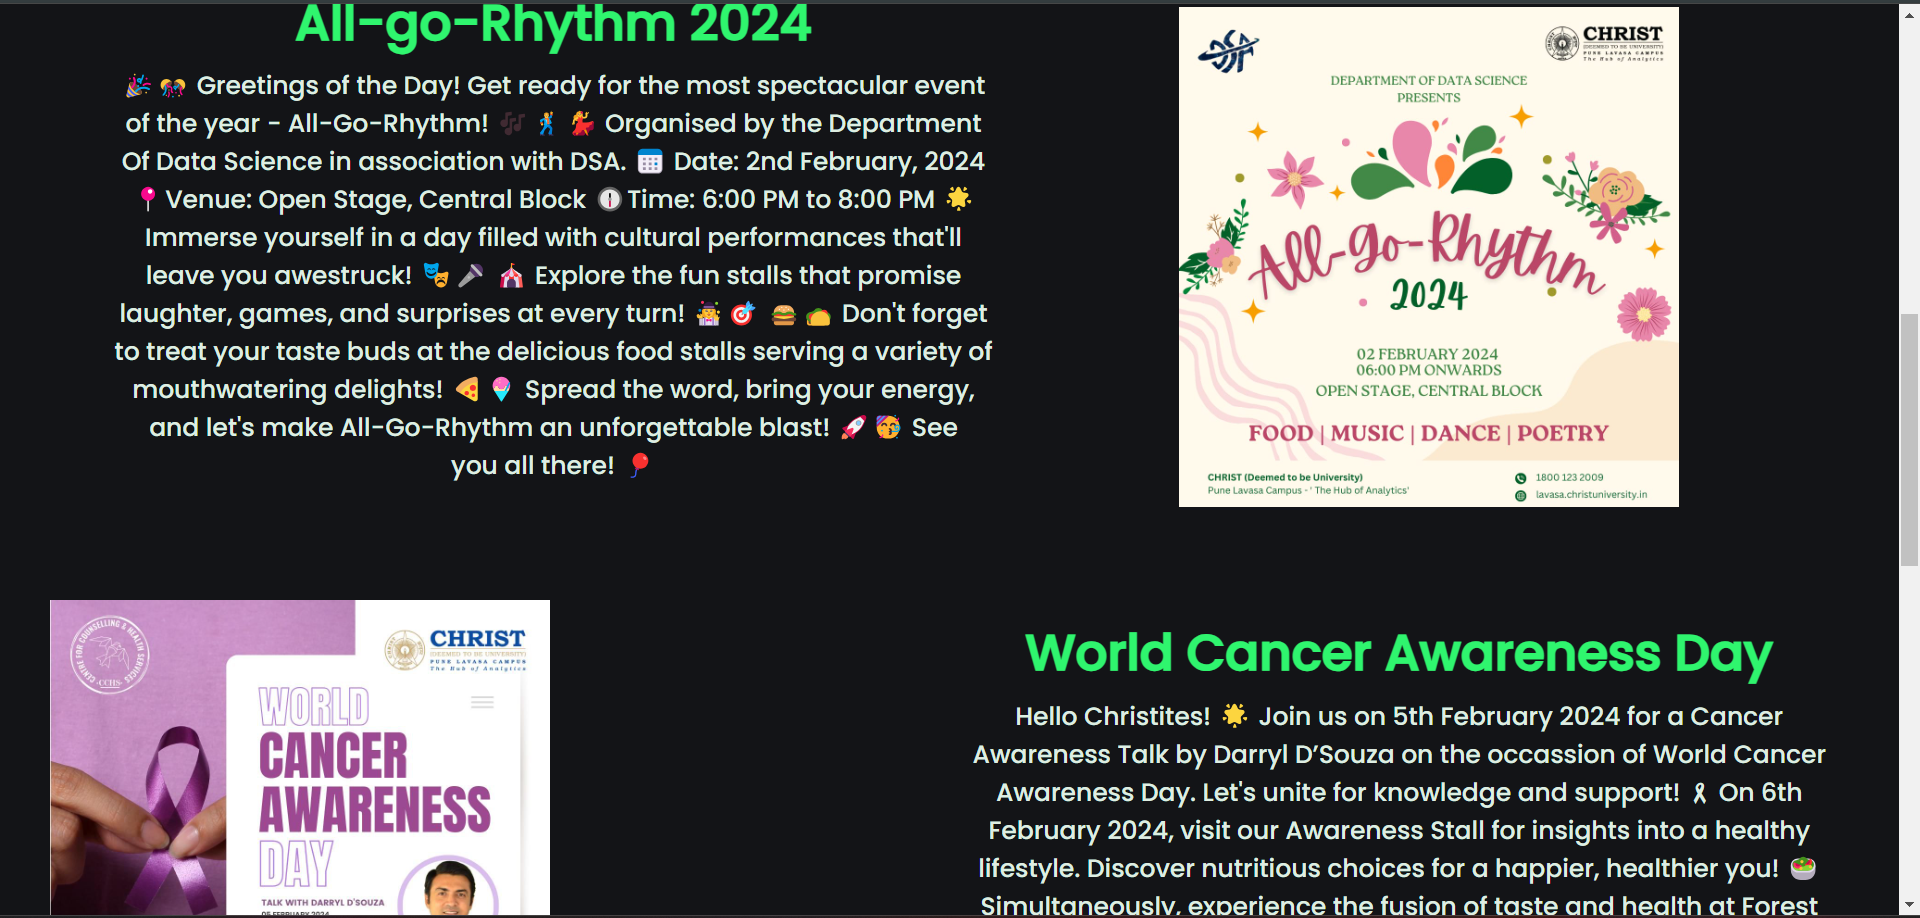 All-go-Rhythm 2024
🎉 🎊 Greetings of the Day! Get ready for the most spectacular event
of the year - All-Go-Rhythm! 🎶 🕺 💃 Organised by the Department
Of Data Science in association with DSA. 📅 Date: 2nd February, 2024
📍 Venue: Open Stage, Central Block 🕕 Time: 6:00 PM to 8:00 PM 🌟
Immerse yourself in a day filled with cultural performances that'll
leave you awestruck! 🎭 🎤 🎪 Explore the fun stalls that promise
laughter, games, and surprises at every turn! 🤹 🎯 🍔 🌮 Don't forget
to treat your taste buds at the delicious food stalls serving a variety of
mouthwatering delights! 🍕 🍨 Spread the word, bring your energy,
and let's make All-Go-Rhythm an unforgettable blast! 🚀 🥳 See
you all there! 🎈
DSA
CHRIST
(DEEMED TO BE UNIVERSITY)
PUNE LAVASA CAMPUS
The Hub of Analytics
DEPARTMENT OF DATA SCIENCE
PRESENTS
All-Go-Rhythm
2024
02 FEBRUARY 2024
06:00 PM ONWARDS
OPEN STAGE, CENTRAL BLOCK
FOOD | MUSIC | DANCE | POETRY
CHRIST (Deemed to be University)
Pune Lavasa Campus - ' The Hub of Analytics'
1800 123 2009
lavasa.christuniversity.in
CENTRE FOR COUNSELLING & HEALTH SERVICES
-CCHS-
CHRIST
(DEEMED TO BE UNIVERSITY)
PUNE LAVASA CAMPUS
The Hub of Analytics
WORLD
CANCER
AWARENESS
DAY
TALK WITH DARRYL D'SOUZA
05 FEBRUARY 2024
World Cancer Awareness Day
Hello Christites! 🌟 Join us on 5th February 2024 for a Cancer
Awareness Talk by Darryl D’Souza on the occassion of World Cancer
Awareness Day. Let's unite for knowledge and support! 🎗 On 6th
February 2024, visit our Awareness Stall for insights into a healthy
lifestyle. Discover nutritious choices for a happier, healthier you! 🥗
Simultaneously, experience the fusion of taste and health at Forest